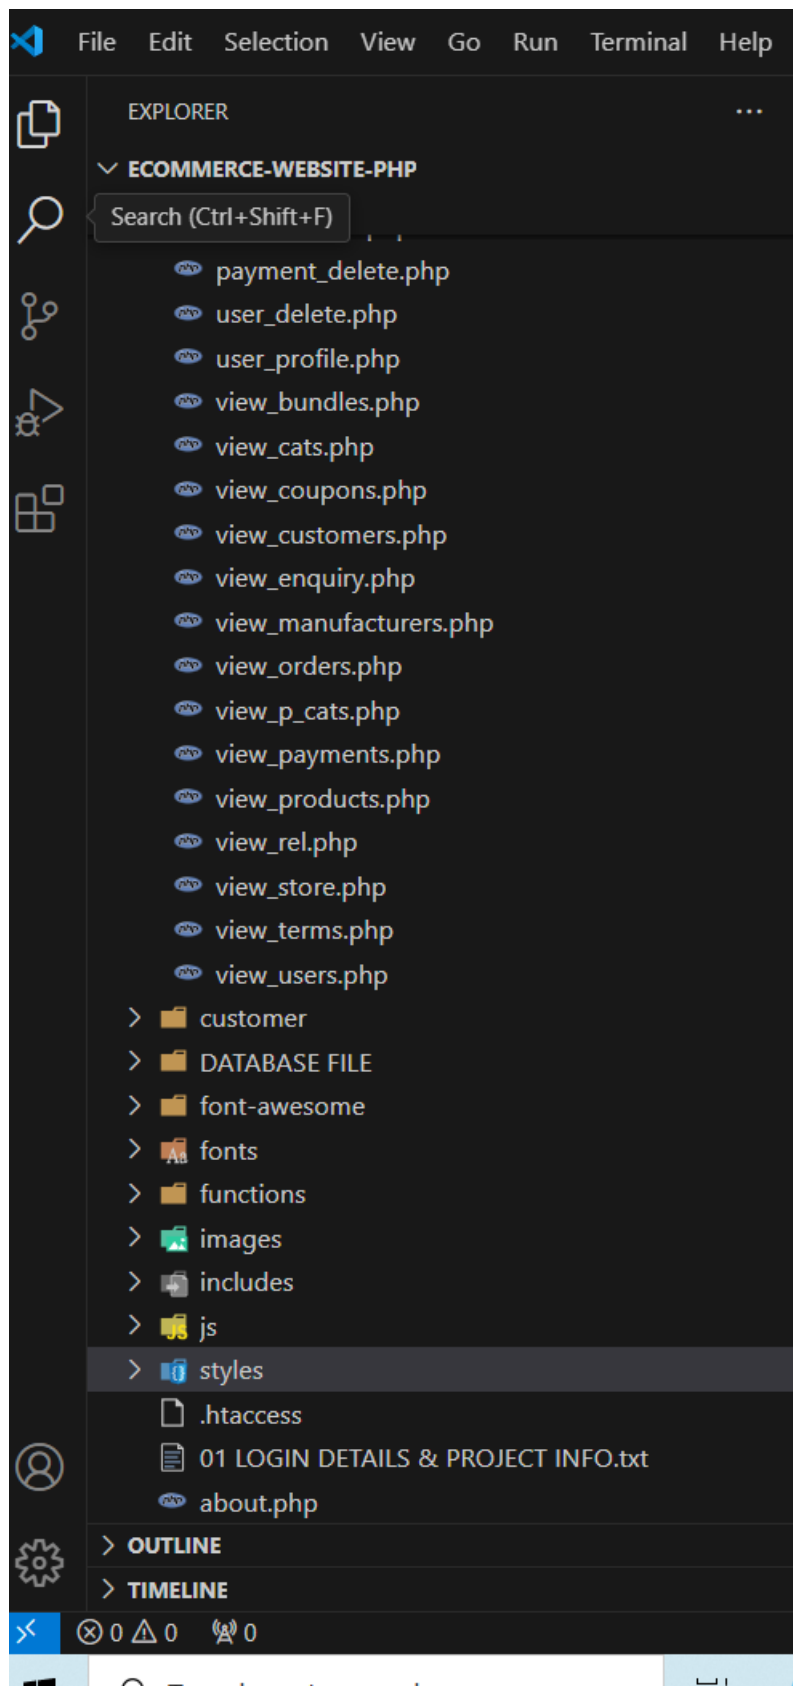 File Edit Selection View Go Run Terminal Help
EXPLORER ...
ECOMMERCE-WEBSITE-PHP
Search (Ctrl+Shift+F)
payment_delete.php
user_delete.php
user_profile.php
view_bundles.php
view_cats.php
view_coupons.php
view_customers.php
view_enquiry.php
view_manufacturers.php
view_orders.php
view_p_cats.php
view_payments.php
view_products.php
view_rel.php
view_store.php
view_terms.php
view_users.php
customer
DATABASE FILE
font-awesome
fonts
functions
images
includes
js
styles
.htaccess
01 LOGIN DETAILS & PROJECT INFO.txt
about.php
OUTLINE
TIMELINE
0 0 0